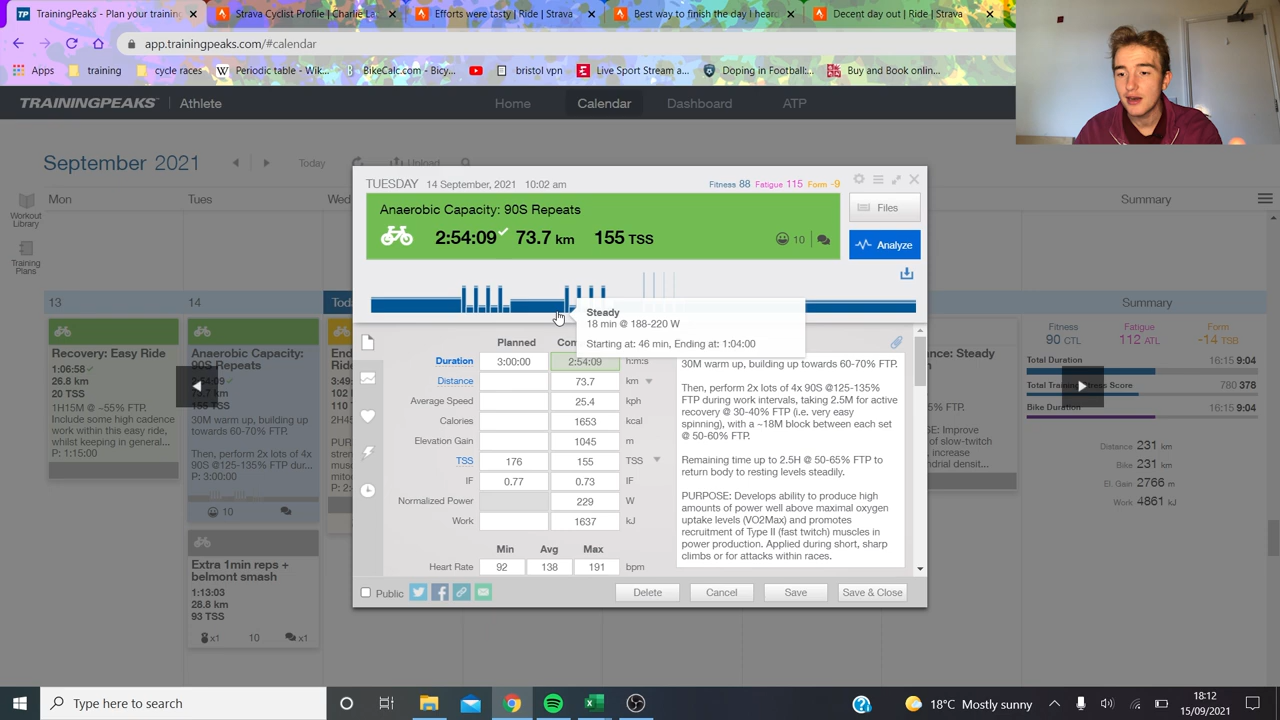 TrainingPeaks - Plan your training
Strava Cyclist Profile | Charlie La
Efforts were tasty | Ride | Strava
Best way to finish the day I heard
Decent day out | Ride | Strava
app.trainingpeaks.com/#calendar
Apps
training
cycle races
Periodic table - Wik...
BikeCalc.com - Bicy...
bristol vpn
Live Sport Stream a...
Doping in Football:...
Buy and Book onlin...
TRAININGPEAKS Athlete
Home
Calendar
Dashboard
ATP
September 2021
Today
Upload
Workout
Library
Training
Plans
Mon
Tues
Wed
Summary
TUESDAY 14 September, 2021 10:02 am
Fitness 88 Fatigue 115 Form -9
Anaerobic Capacity: 90S Repeats
2:54:09 73.7 km 155 TSS
10
Files
Analyze
Steady
18 min @ 188-220 W
Starting at: 46 min, Ending at: 1:04:00
Planned
Duration 3:00:00 2:54:09 h:m:s
Distance 73.7 km
Average Speed 25.4 kph
Calories 1653 kcal
Elevation Gain 1045 m
TSS 176 155 TSS
IF 0.77 0.73 IF
Normalized Power 229 W
Work 1637 kJ
Min Avg Max
Heart Rate 92 138 191 bpm
30M warm up, building up towards 60-70% FTP.
Then, perform 2x lots of 4x 90S @125-135%
FTP during work intervals, taking 2.5M for active
recovery @ 30-40% FTP (i.e. very easy
spinning), with a ~18M block between each set
@ 50-60% FTP.
Remaining time up to 2.5H @ 50-65% FTP to
return body to resting levels steadily.
PURPOSE: Develops ability to produce high
amounts of power well above maximal oxygen
uptake levels (VO2Max) and promotes
recruitment of Type II (fast twitch) muscles in
power production. Applied during short, sharp
climbs or for attacks within races.
Public
Delete
Cancel
Save
Save & Close
13
Recovery: Easy Ride
1:06:58
26.8 km
20 TSS
1H15M @ ~55% FTP.
Include some high cadence
work within this easy ride,
whilst keeping in general...
P: 1:15:00
14
Anaerobic Capacity:
90S Repeats
2:54:09
73.7 km
155 TSS
30M warm up, building up
towards 60-70% FTP.
Then, perform 2x lots of 4x
90S @125-135% FTP dur...
P: 3:00:00
10
Extra 1min reps +
belmont smash
1:13:03
28.8 km
93 TSS
x1 10 x1
Summary
Fitness Fatigue Form
90 CTL 112 ATL -14 TSB
Total Duration 16:15 9:04
780 378
Bike Duration 16:15 9:04
Distance 231 km
Bike 231 km
El. Gain 2766 m
Work 4861 kJ
Type here to search
18°C Mostly sunny
18:12
15/09/2021